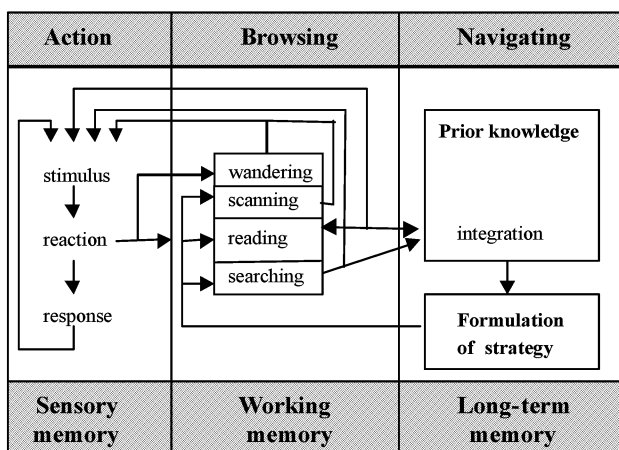 Action
Browsing
Navigating
stimulus
reaction
response
wandering
scanning
reading
searching
Prior knowledge
integration
Formulation
of strategy
Sensory
memory
Working
memory
Long-term
memory